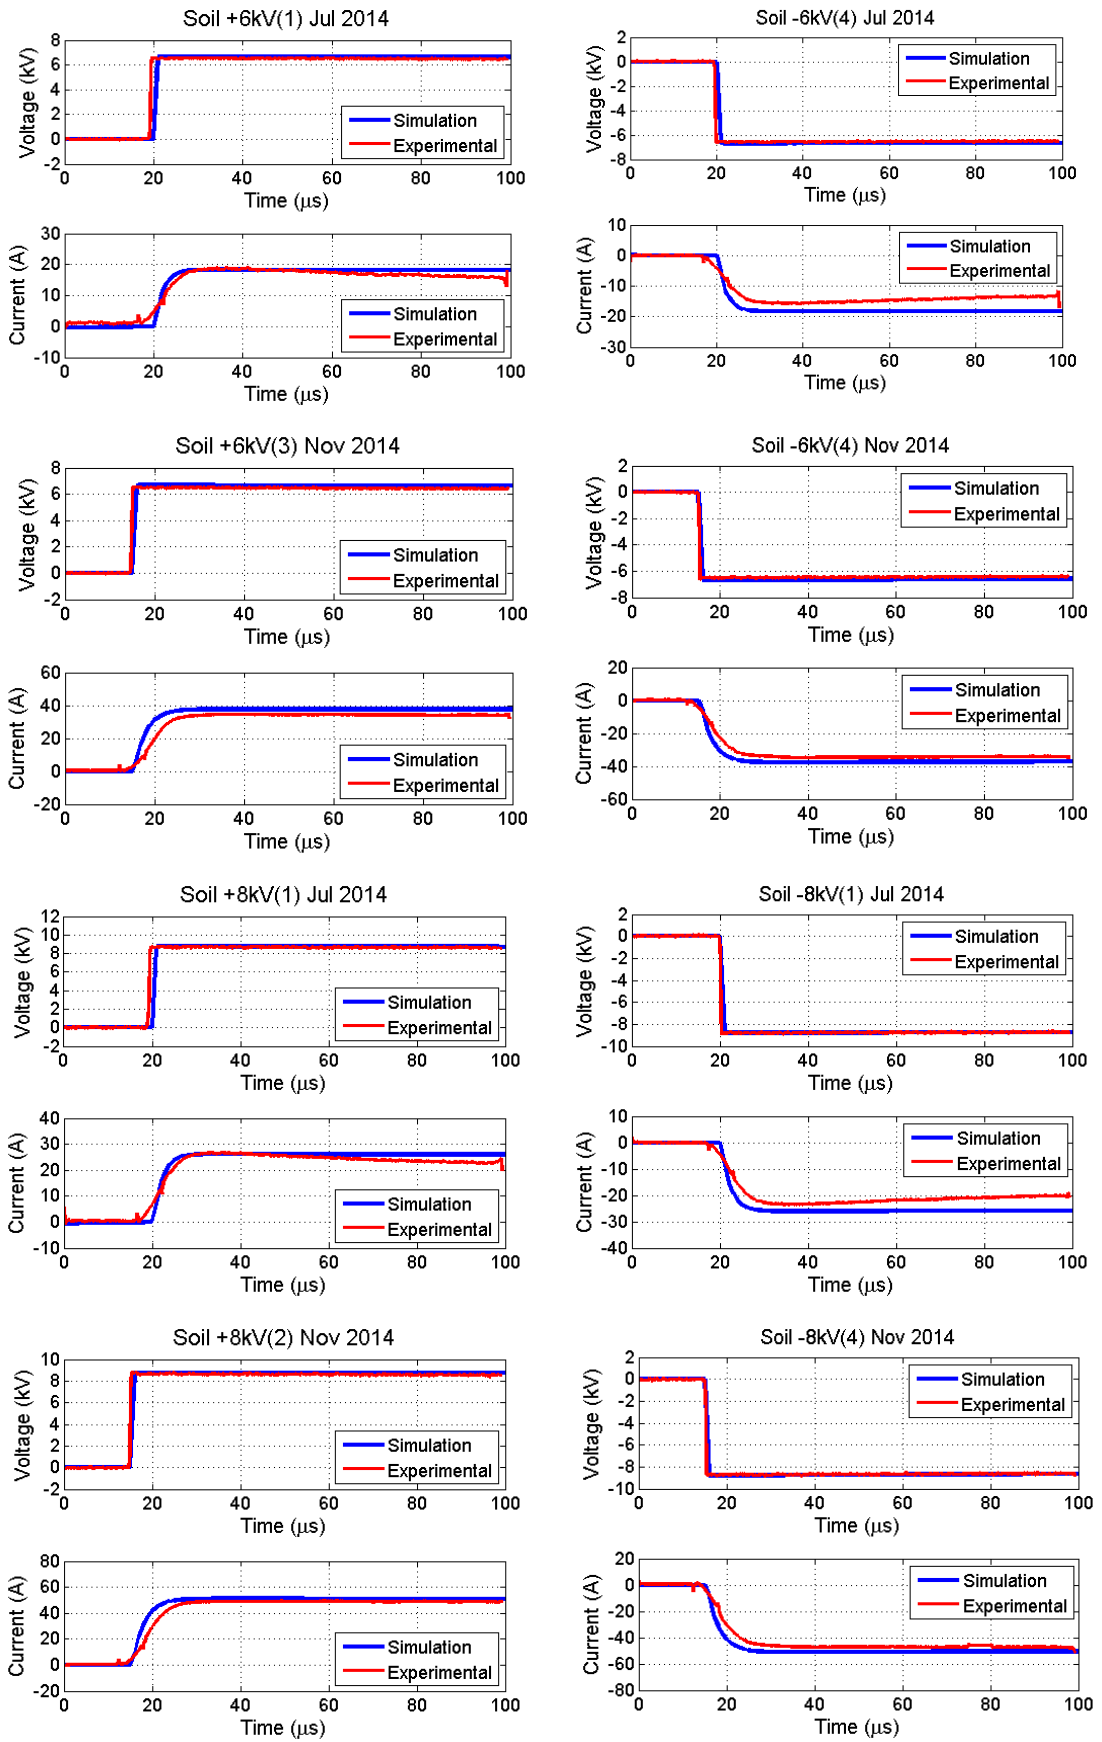 Soil +6kV(1) Jul 2014
Voltage (kV)
8
6
4
2
0
-2
Simulation
Experimental
0 20 40 60 80 100
Time (μs)
Current (A)
30
20
10
0
-10
Simulation
Experimental
0 20 40 60 80 100
Time (μs)
Soil -6kV(4) Jul 2014
Voltage (kV)
2
0
-2
-4
-6
-8
Simulation
Experimental
0 20 40 60 80 100
Time (μs)
Current (A)
10
0
-10
-20
-30
Simulation
Experimental
0 20 40 60 80 100
Time (μs)
Soil +6kV(3) Nov 2014
Voltage (kV)
8
6
4
2
0
-2
Simulation
Experimental
0 20 40 60 80 100
Time (μs)
Current (A)
60
40
20
0
-20
Simulation
Experimental
0 20 40 60 80 100
Time (μs)
Soil -6kV(4) Nov 2014
Voltage (kV)
2
0
-2
-4
-6
-8
Simulation
Experimental
0 20 40 60 80 100
Time (μs)
Current (A)
20
0
-20
-40
-60
Simulation
Experimental
0 20 40 60 80 100
Time (μs)
Soil +8kV(1) Jul 2014
Voltage (kV)
12
10
8
6
4
2
0
-2
Simulation
Experimental
0 20 40 60 80 100
Time (μs)
Current (A)
40
30
20
10
0
-10
Simulation
Experimental
0 20 40 60 80 100
Time (μs)
Soil -8kV(1) Jul 2014
Voltage (kV)
2
0
-2
-4
-6
-8
-10
Simulation
Experimental
0 20 40 60 80 100
Time (μs)
Current (A)
10
0
-10
-20
-30
-40
Simulation
Experimental
0 20 40 60 80 100
Time (μs)
Soil +8kV(2) Nov 2014
Voltage (kV)
10
8
6
4
2
0
-2
Simulation
Experimental
0 20 40 60 80 100
Time (μs)
Current (A)
80
60
40
20
0
-20
Simulation
Experimental
0 20 40 60 80 100
Time (μs)
Soil -8kV(4) Nov 2014
Voltage (kV)
2
0
-2
-4
-6
-8
-10
Simulation
Experimental
0 20 40 60 80 100
Time (μs)
Current (A)
20
0
-20
-40
-60
-80
Simulation
Experimental
0 20 40 60 80 100
Time (μs)